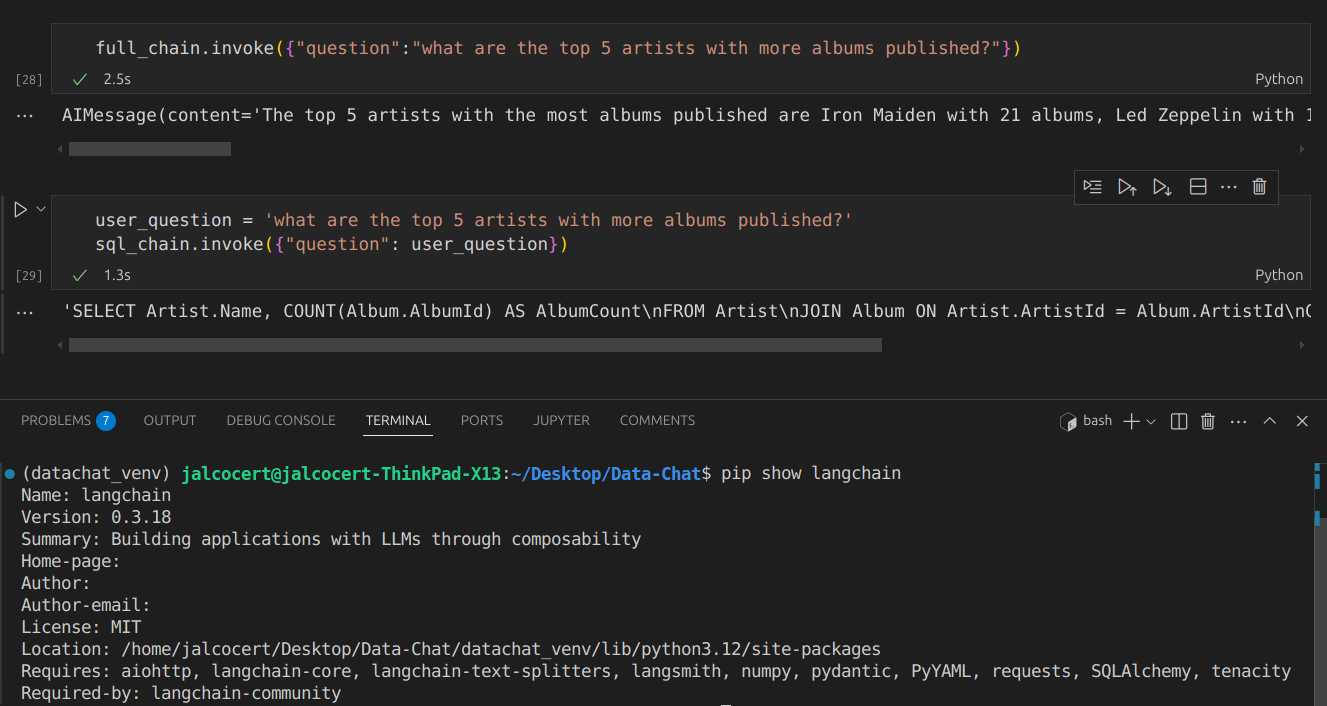 full_chain.invoke({"question":"what are the top 5 artists with more albums published?"})
[28]
2.5s
Python
AIMessage(content='The top 5 artists with the most albums published are Iron Maiden with 21 albums, Led Zeppelin with 1
user_question = 'what are the top 5 artists with more albums published?'
sql_chain.invoke({"question": user_question})
[29]
1.3s
Python
'SELECT Artist.Name, COUNT(Album.AlbumId) AS AlbumCount\nFROM Artist\nJOIN Album ON Artist.ArtistId = Album.ArtistId\nG
PROBLEMS 7 OUTPUT DEBUG CONSOLE TERMINAL PORTS JUPYTER COMMENTS bash
(datachat_venv) jalcocert@jalcocert-ThinkPad-X13:~/Desktop/Data-Chat$ pip show langchain
Name: langchain
Version: 0.3.18
Summary: Building applications with LLMs through composability
Home-page:
Author:
Author-email:
License: MIT
Location: /home/jalcocert/Desktop/Data-Chat/datachat_venv/lib/python3.12/site-packages
Requires: aiohttp, langchain-core, langchain-text-splitters, langsmith, numpy, pydantic, PyYAML, requests, SQLAlchemy, tenacity
Required-by: langchain-community